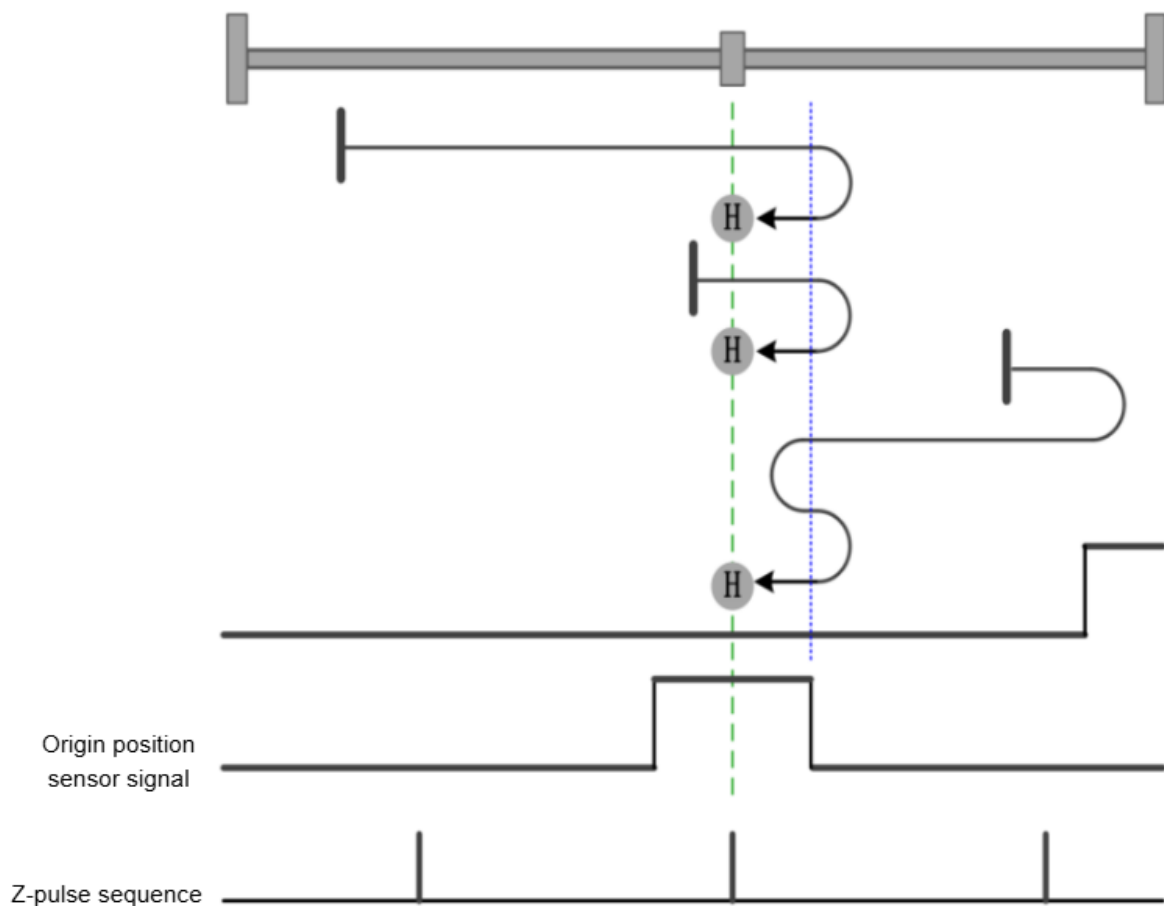 H
H
H
Origin position
sensor signal
Z-pulse sequence